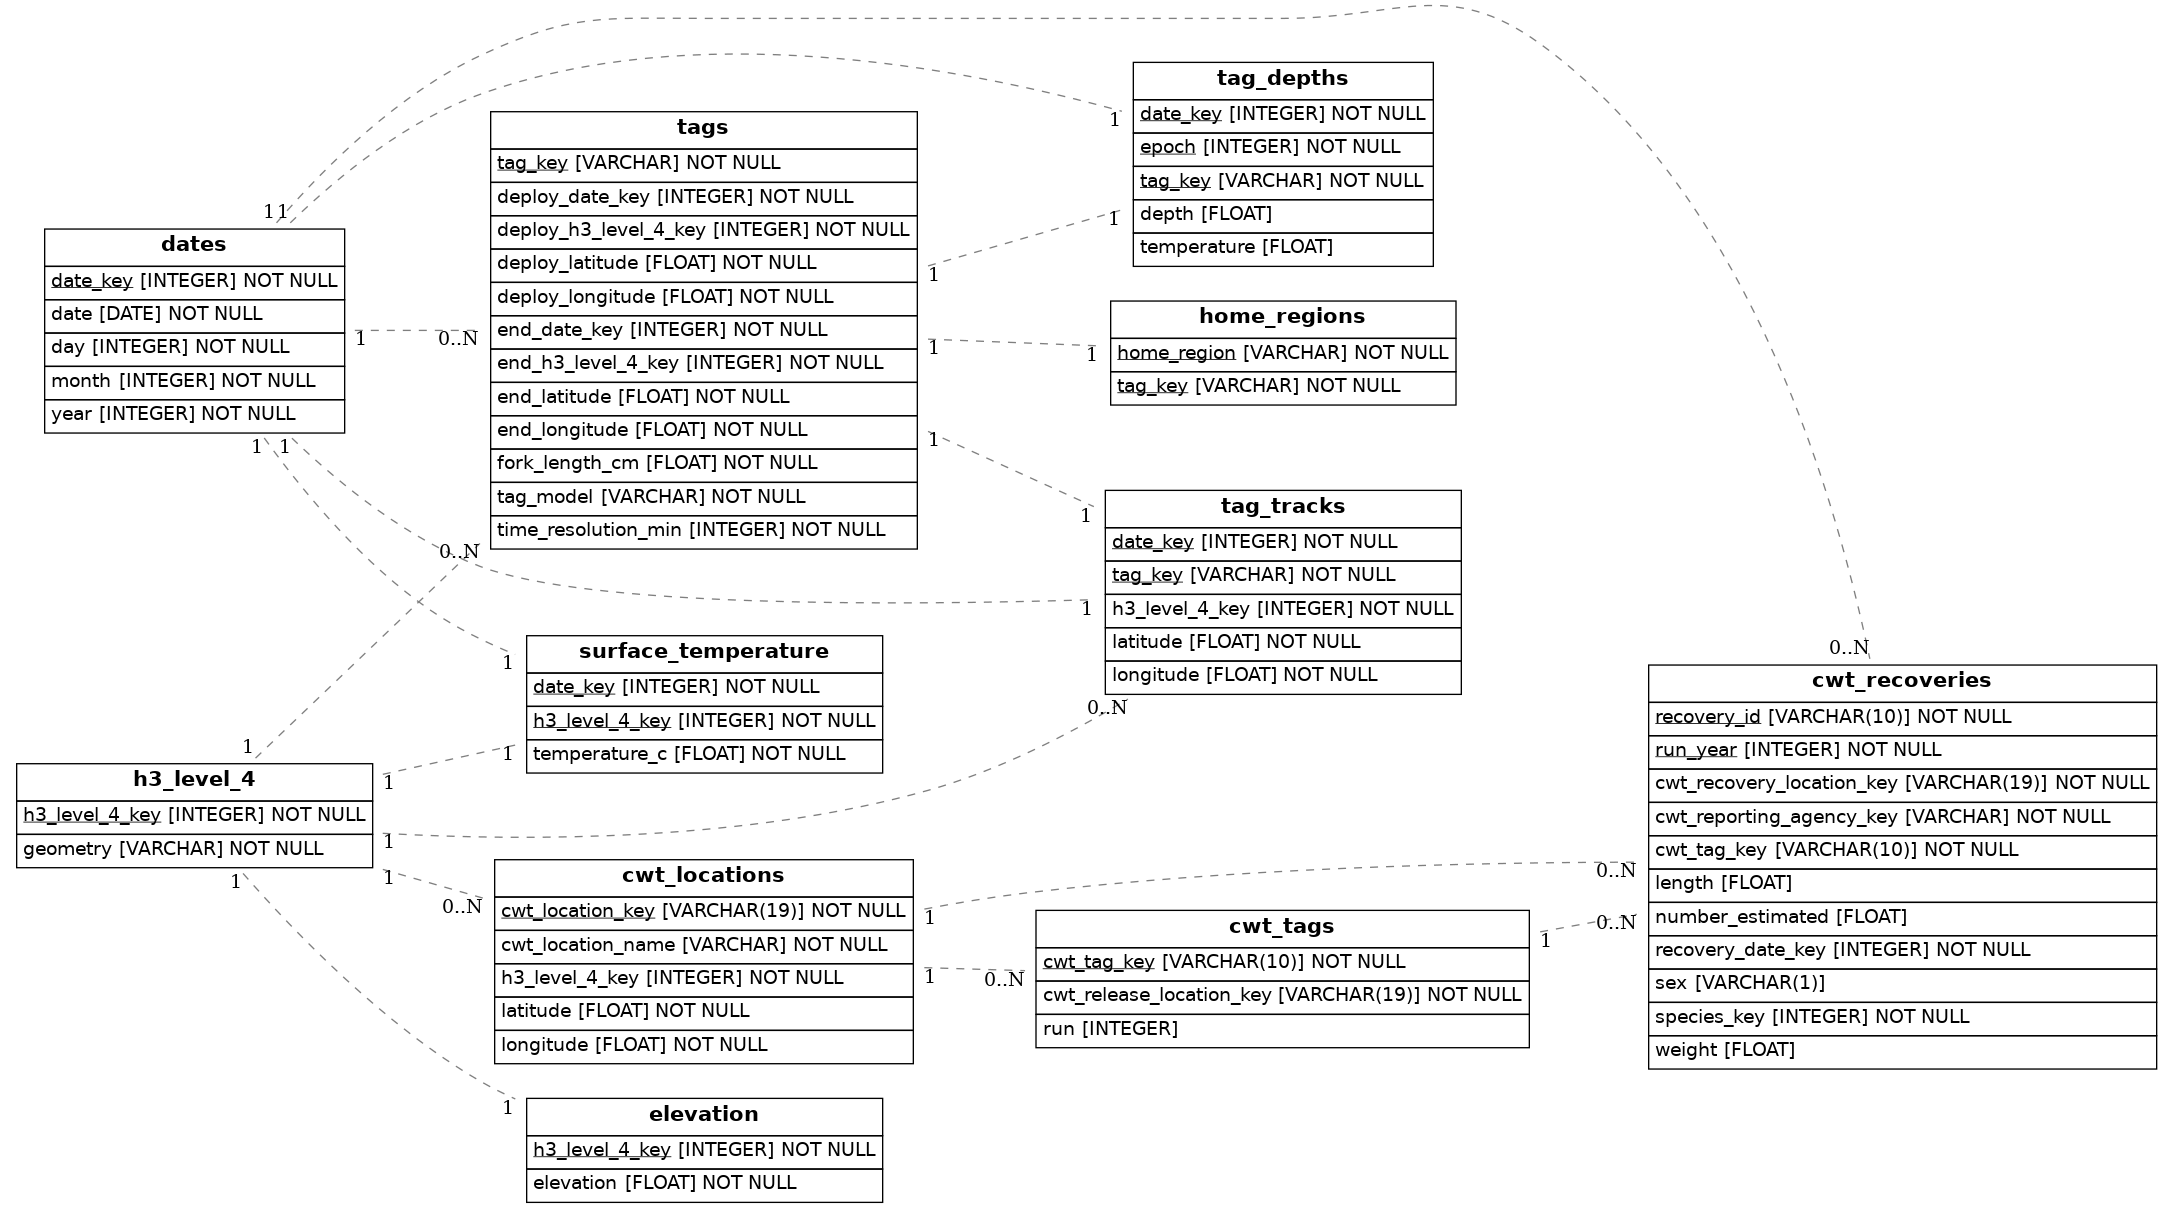 dates
date_key [INTEGER] NOT NULL
date [DATE] NOT NULL
day [INTEGER] NOT NULL
month [INTEGER] NOT NULL
year [INTEGER] NOT NULL
tags
tag_key [VARCHAR] NOT NULL
deploy_date_key [INTEGER] NOT NULL
deploy_h3_level_4_key [INTEGER] NOT NULL
deploy_latitude [FLOAT] NOT NULL
deploy_longitude [FLOAT] NOT NULL
end_date_key [INTEGER] NOT NULL
end_h3_level_4_key [INTEGER] NOT NULL
end_latitude [FLOAT] NOT NULL
end_longitude [FLOAT] NOT NULL
fork_length_cm [FLOAT] NOT NULL
tag_model [VARCHAR] NOT NULL
time_resolution_min [INTEGER] NOT NULL
tag_depths
date_key [INTEGER] NOT NULL
epoch [INTEGER] NOT NULL
tag_key [VARCHAR] NOT NULL
depth [FLOAT]
temperature [FLOAT]
home_regions
home_region [VARCHAR] NOT NULL
tag_key [VARCHAR] NOT NULL
tag_tracks
date_key [INTEGER] NOT NULL
tag_key [VARCHAR] NOT NULL
h3_level_4_key [INTEGER] NOT NULL
latitude [FLOAT] NOT NULL
longitude [FLOAT] NOT NULL
surface_temperature
date_key [INTEGER] NOT NULL
h3_level_4_key [INTEGER] NOT NULL
temperature_c [FLOAT] NOT NULL
h3_level_4
h3_level_4_key [INTEGER] NOT NULL
geometry [VARCHAR] NOT NULL
cwt_locations
cwt_location_key [VARCHAR(19)] NOT NULL
cwt_location_name [VARCHAR] NOT NULL
h3_level_4_key [INTEGER] NOT NULL
latitude [FLOAT] NOT NULL
longitude [FLOAT] NOT NULL
cwt_tags
cwt_tag_key [VARCHAR(10)] NOT NULL
cwt_release_location_key [VARCHAR(19)] NOT NULL
run [INTEGER]
cwt_recoveries
recovery_id [VARCHAR(10)] NOT NULL
run_year [INTEGER] NOT NULL
cwt_recovery_location_key [VARCHAR(19)] NOT NULL
cwt_reporting_agency_key [VARCHAR] NOT NULL
cwt_tag_key [VARCHAR(10)] NOT NULL
length [FLOAT]
number_estimated [FLOAT]
recovery_date_key [INTEGER] NOT NULL
sex [VARCHAR(1)]
species_key [INTEGER] NOT NULL
weight [FLOAT]
elevation
h3_level_4_key [INTEGER] NOT NULL
elevation [FLOAT] NOT NULL
1
1
1
1
1
1
0..N
1
1
1
1
1
1
0..N
1
1
1
1
0..N
0..N
1
1
1
1
0..N
1
0..N
1
0..N
1
0..N
1
1
1